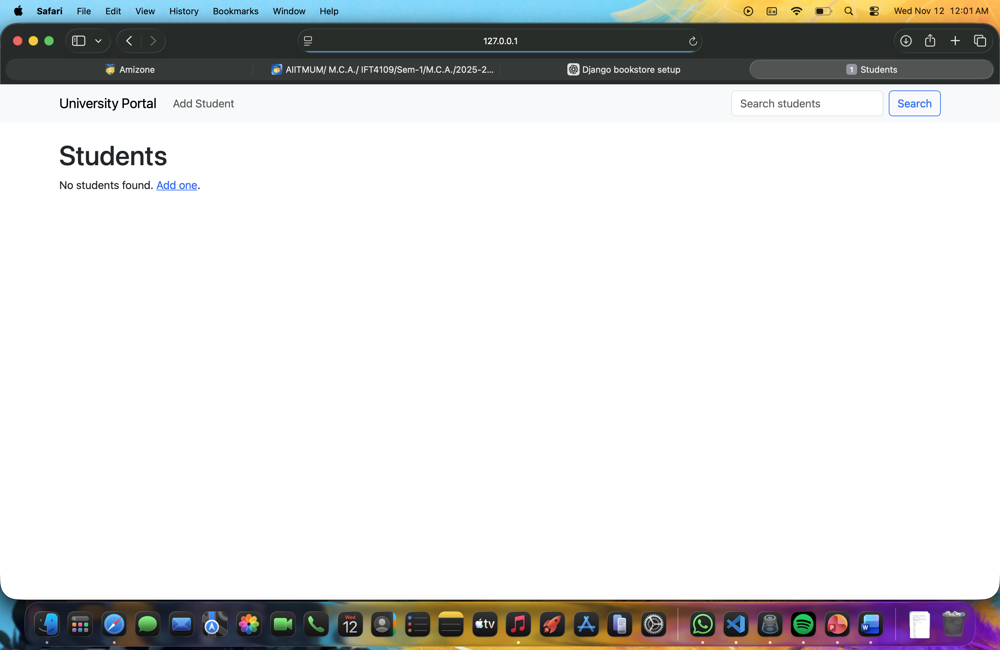 Safari File Edit View History Bookmarks Window Help Wed Nov 12 12:01 AM
127.0.0.1
Amizone AIITMUM/ M.C.A./ IFT4109/Sem-1/M.C.A./2025-2... Django bookstore setup 1 Students
University Portal Add Student Search students Search
Students
No students found. Add one.
Wed
12
tv
P
W